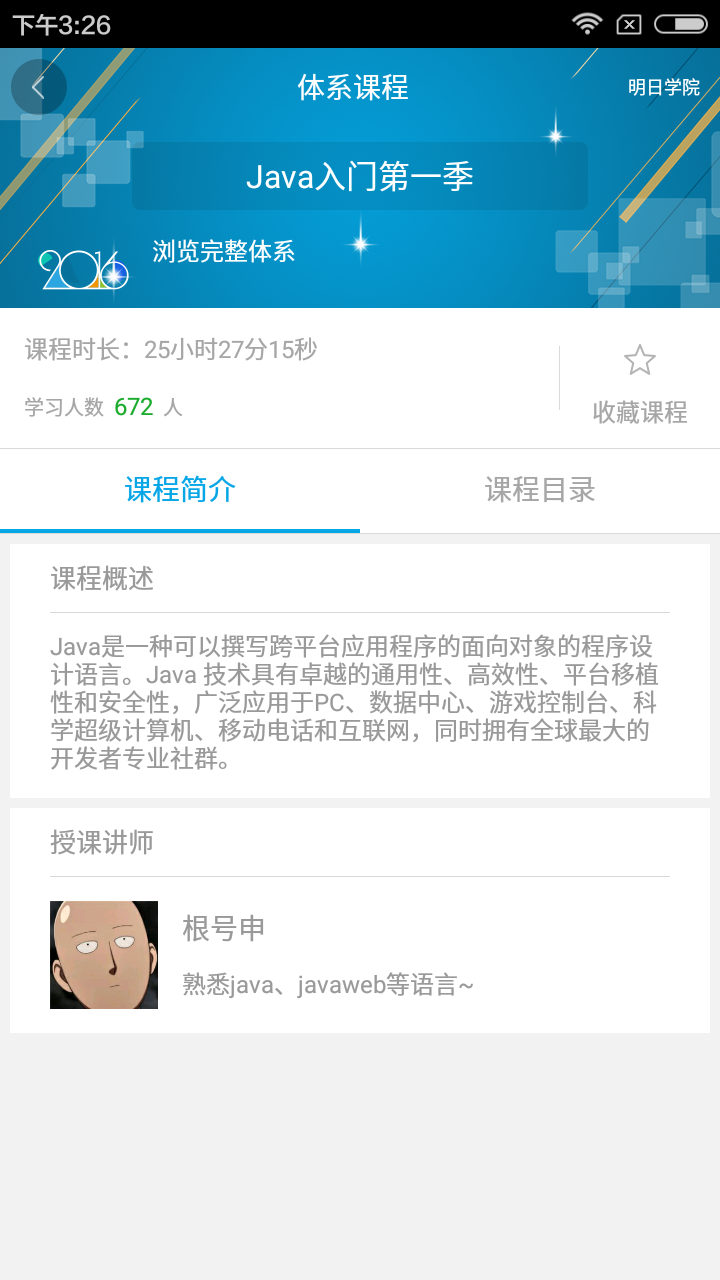 下午3:26
体系课程
明日学院
Java入门第一季
2016
浏览完整体系
课程时长：25小时27分15秒
学习人数 672 人
收藏课程
课程简介
课程目录
课程概述
Java是一种可以撰写跨平台应用程序的面向对象的程序设
计语言。Java 技术具有卓越的通用性、高效性、平台移植
性和安全性，广泛应用于PC、数据中心、游戏控制台、科
学超级计算机、移动电话和互联网，同时拥有全球最大的
开发者专业社群。
授课讲师
根号申
熟悉java、javaweb等语言~